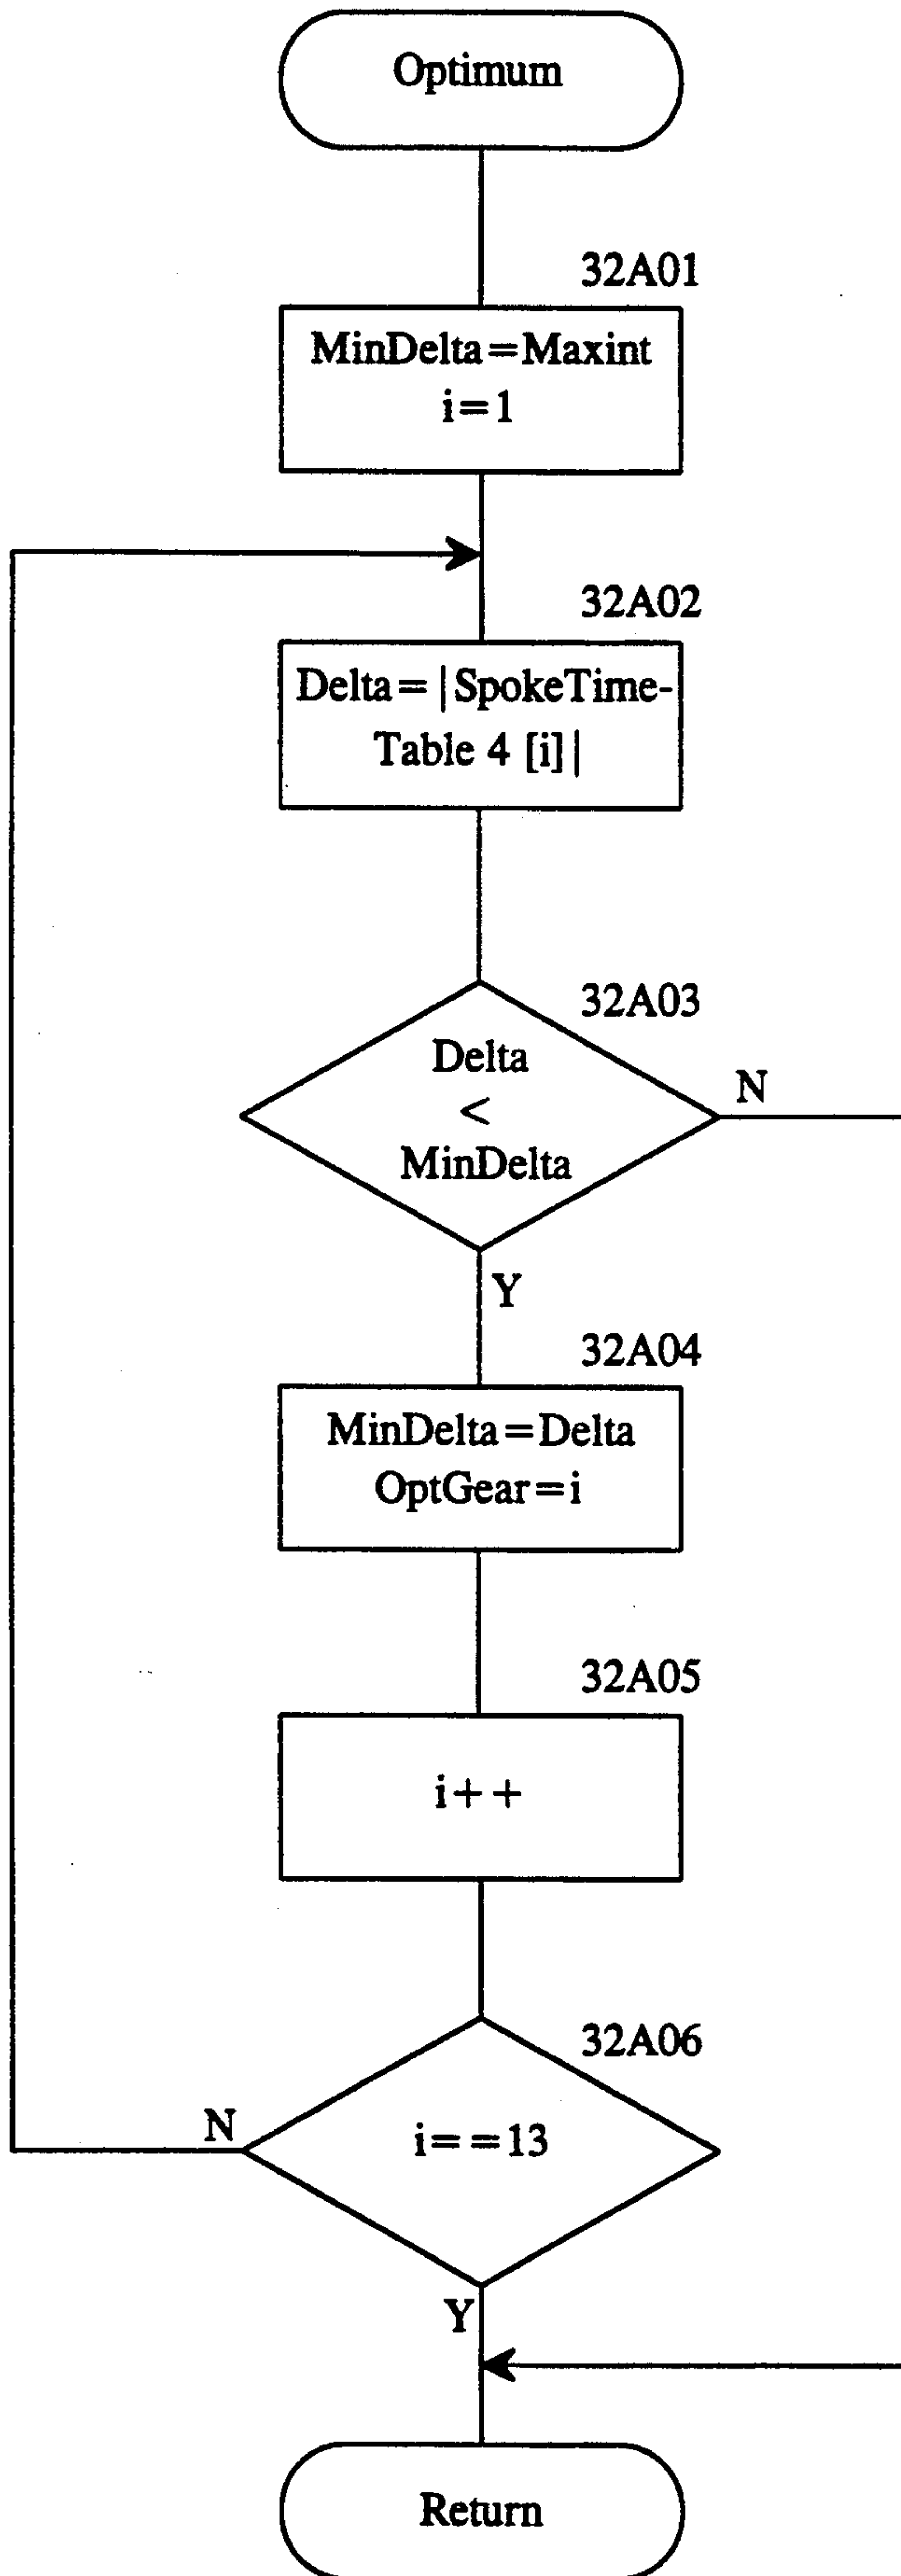 Optimum
32A01
MinDelta=Maxint
i=1
32A02
Delta=|SpokeTime-
Table 4 [i]|
32A03
Delta
<
MinDelta
N
Y
32A04
MinDelta=Delta
OptGear=i
32A05
i++
32A06
i==13
N
Y
Return